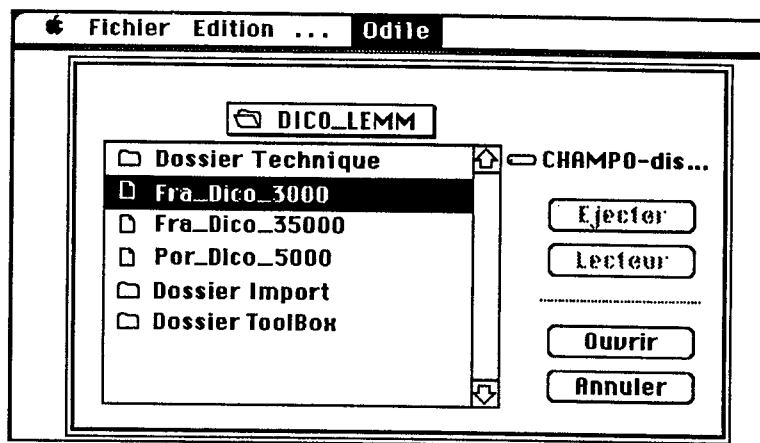 Fichier Edition ... Odile
DICO_LEMM
Dossier Technique
Fra_Dico_3000
Fra_Dico_35000
Por_Dico_5000
Dossier Import
Dossier ToolBox
CHAMPO-dis...
Ejecter
Lecteur
Ouvrir
Annuler